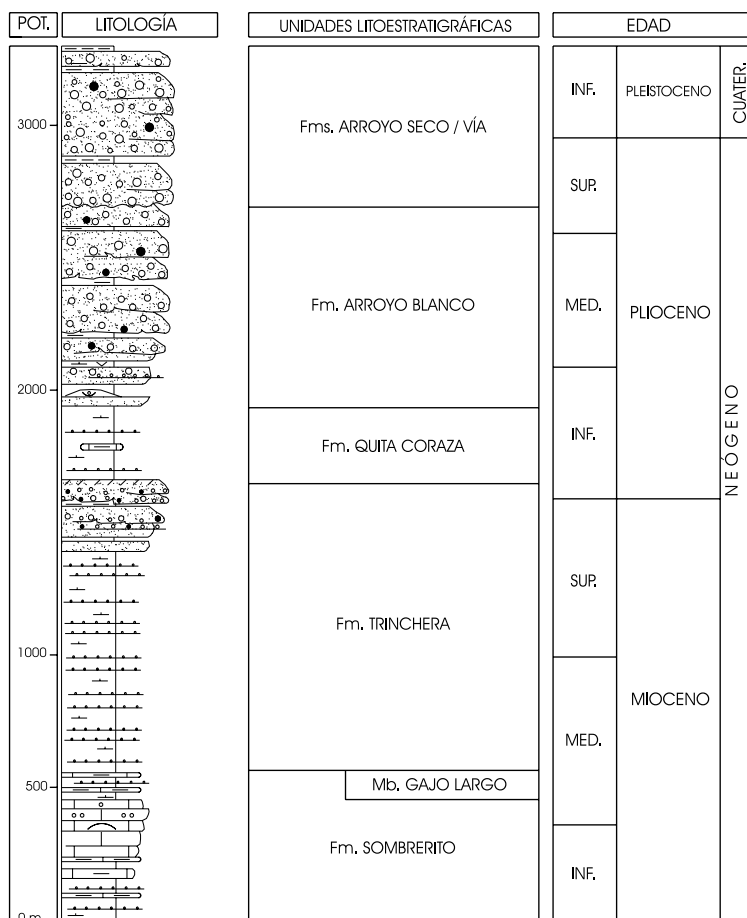 POT.
LITOLOGÍA
UNIDADES LITOESTRATIGRÁFICAS
EDAD
3000
2000
1000
500
0 m
Fms. ARROYO SECO / VÍA
Fm. ARROYO BLANCO
Fm. QUITA CORAZA
Fm. TRINCHERA
Mb. GAJO LARGO
Fm. SOMBRERITO
INF.
SUP.
MED.
INF.
SUP.
MED.
INF.
PLEISTOCENO
PLIOCENO
MIOCENO
CUATER.
NEÓGENO